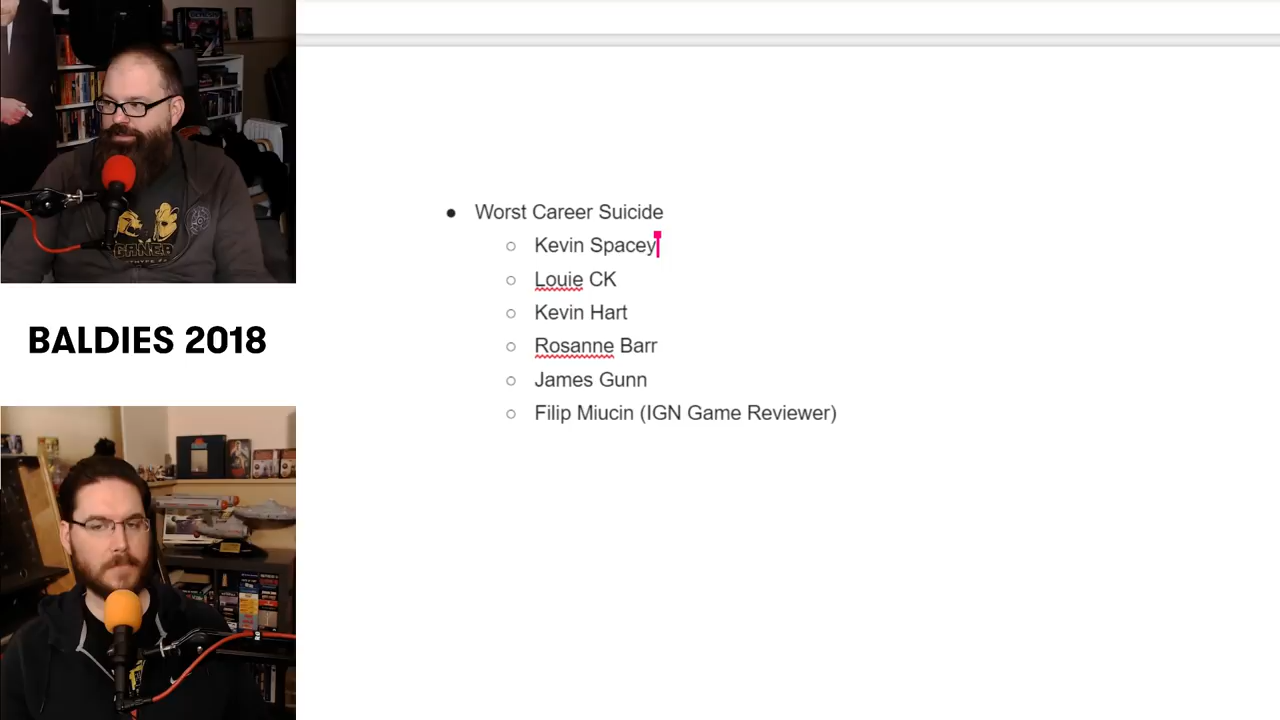 BALDIES 2018
● Worst Career Suicide
○ Kevin Spacey
○ Louie CK
○ Kevin Hart
○ Rosanne Barr
○ James Gunn
○ Filip Miucin (IGN Game Reviewer)